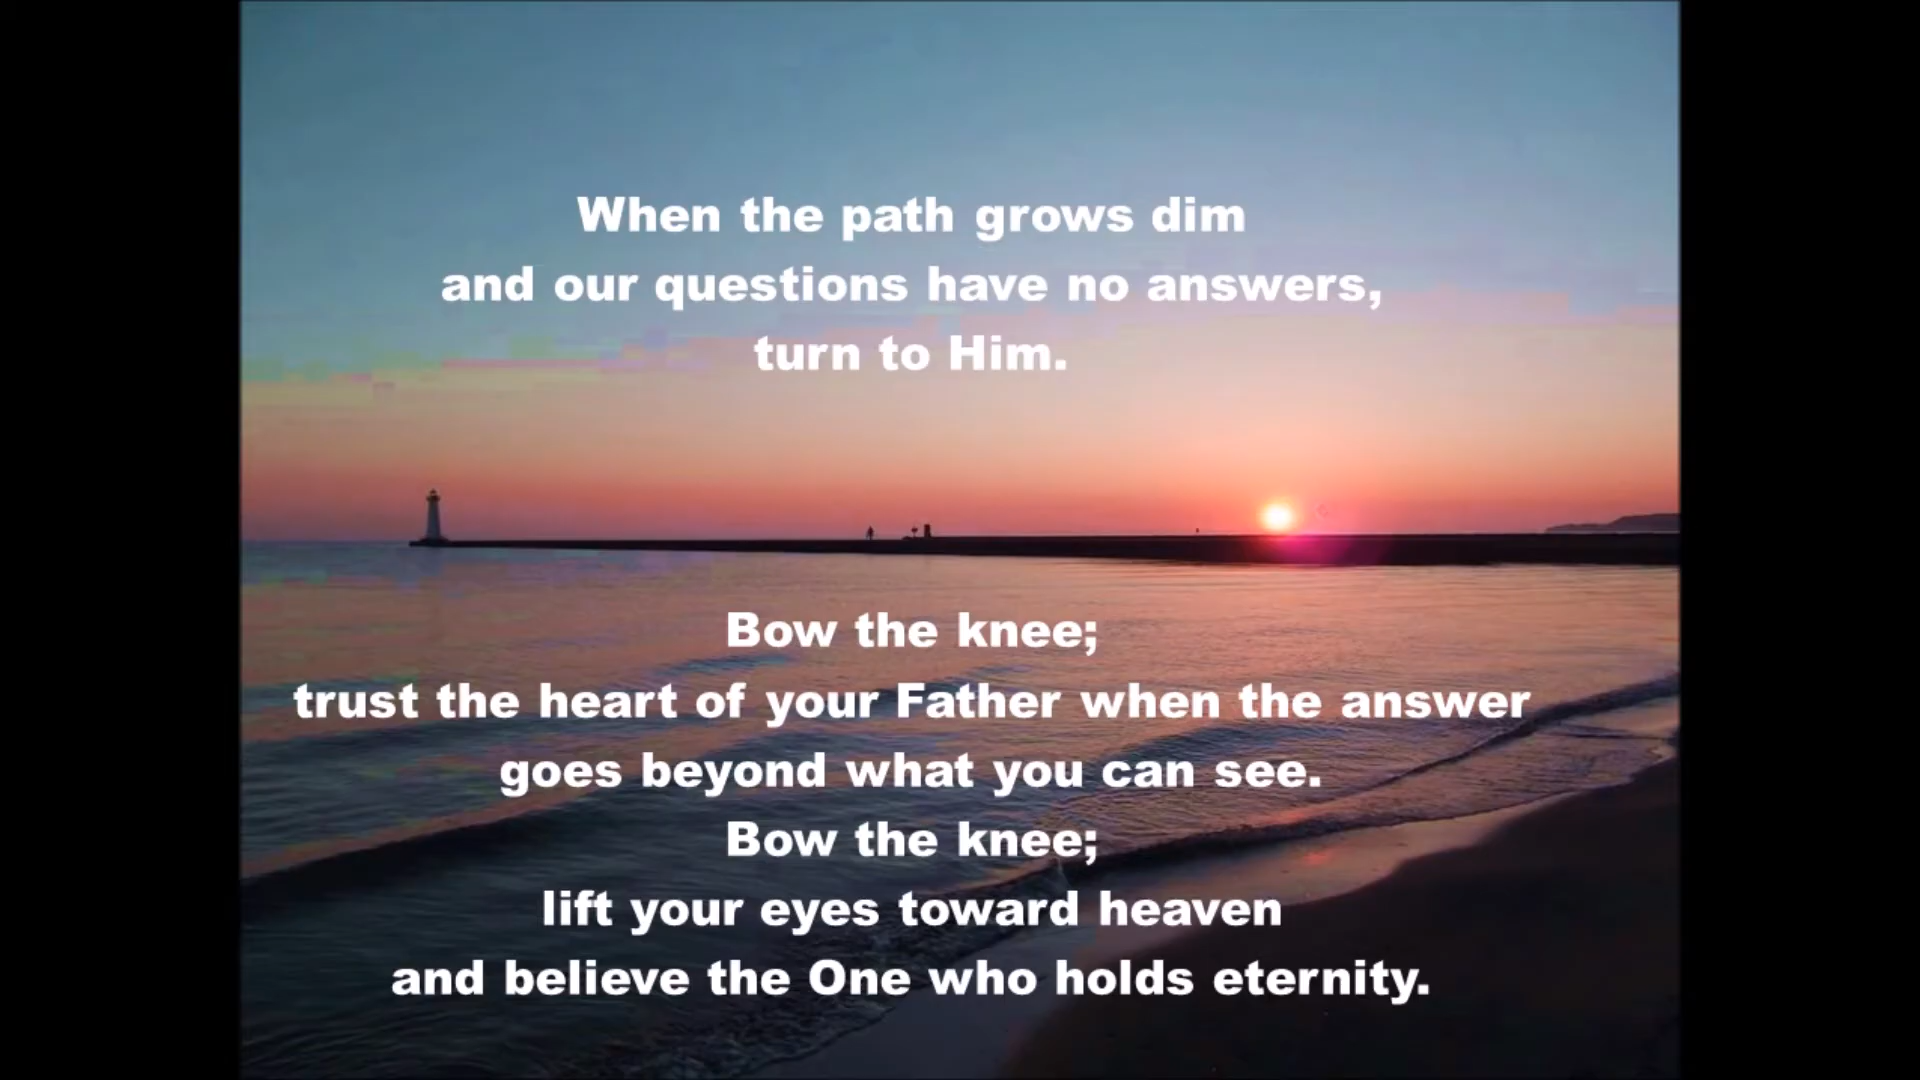 When the path grows dim
and our questions have no answers,
turn to Him.
Bow the knee;
trust the heart of your Father when the answer
goes beyond what you can see.
Bow the knee;
lift your eyes toward heaven
and believe the One who holds eternity.